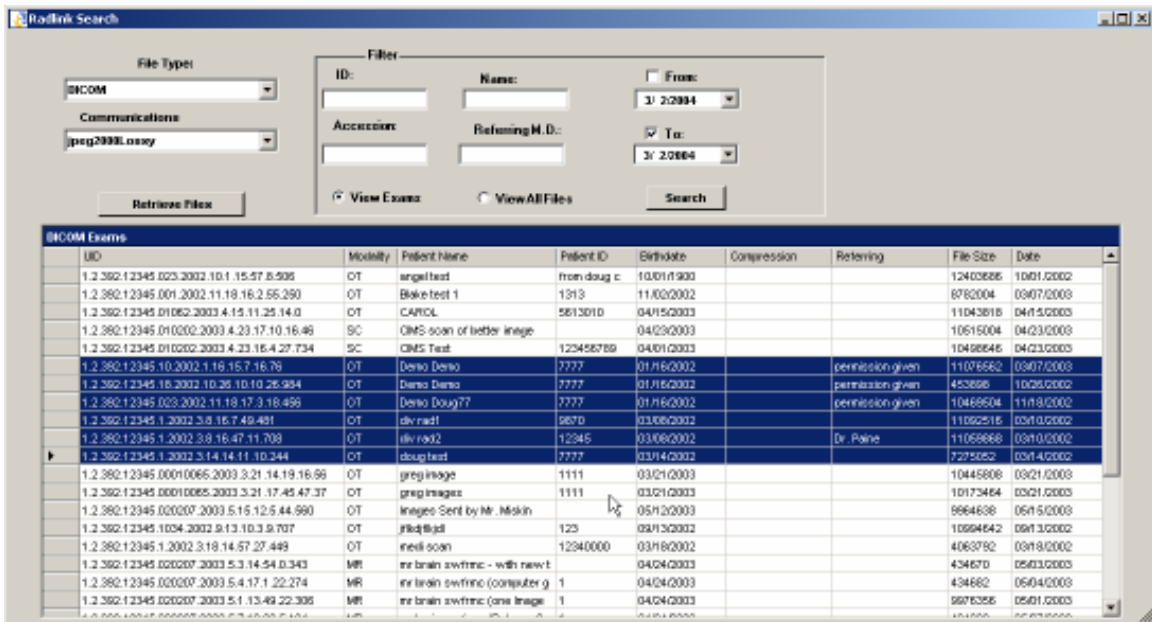 Radlink Search
File Type:
DICOM
Communications
jpeg2000Lossy
Retrieve Files
Filter
ID:
Name:
From:
3/ 2/2004
Accession:
Referring M.D.:
To:
3/ 2/2004
View Exams
View All Files
Search
DICOM Exams
UID Modality Patient Name Patient ID Birthdate Compression Referring File Size Date
1.2.392.12345.023.2002.10.1.15.57.8.506 OT angel test from doug c 10/01/1900 12403686 10/01/2002
1.2.392.12345.001.2002.11.18.16.2.55.250 OT Blake test 1 1313 11/02/2002 8782004 03/07/2003
1.2.392.12345.01062.2003.4.15.11.25.14.0 OT CAROL 5613010 04/15/2003 11043818 04/15/2003
1.2.392.12345.010202.2003.4.23.17.10.16.46 SC CIMS scan of better image 04/23/2003 10615004 04/23/2003
1.2.392.12345.010202.2003.4.23.16.4.27.734 SC CIMS Test 123456789 04/01/2003 10498646 04/23/2003
1.2.392.12345.10.2002.1.16.15.7.16.76 OT Demo Demo 7777 01/16/2002 permission given 11076562 03/07/2003
1.2.392.12345.18.2002.10.26.10.10.26.984 OT Demo Demo 7777 01/16/2002 permission given 453898 10/26/2002
1.2.392.12345.023.2002.11.18.17.3.18.456 OT Demo Doug77 7777 01/16/2002 permission given 10469504 11/18/2002
1.2.392.12345.1.2002.3.8.16.7.49.481 OT div rad1 9870 03/08/2002 11092516 03/10/2002
1.2.392.12345.1.2002.3.8.16.47.11.708 OT div rad2 12345 03/08/2002 Dr. Paine 11059868 03/10/2002
1.2.392.12345.1.2002.3.14.14.11.10.244 OT doug test 7777 03/14/2002 7275052 03/14/2002
1.2.392.12345.00010065.2003.3.21.14.19.16.56 OT greg image 1111 03/21/2003 10445808 03/21/2003
1.2.392.12345.00010065.2003.3.21.17.45.47.37 OT greg images 1111 03/21/2003 10173464 03/21/2003
1.2.392.12345.020207.2003.5.15.12.5.44.560 OT Images Sent by Mr. Miskin 05/12/2003 9964638 05/15/2003
1.2.392.12345.1034.2002.9.13.10.3.9.707 OT 123 09/13/2002 10994642 09/13/2002
1.2.392.12345.1.2002.3.18.14.57.27.449 OT medi scan 12340000 03/18/2002 4063792 03/18/2002
1.2.392.12345.020207.2003.5.3.14.54.0.343 MR mr brain swfrmc - with new t 04/24/2003 434670 05/03/2003
1.2.392.12345.020207.2003.5.4.17.1.22.274 MR mr brain swfrmc (computer g 1 04/24/2003 434682 05/04/2003
1.2.392.12345.020207.2003.5.1.13.49.22.306 MR mr brain swfrmc (one image 1 04/24/2003 9976356 05/01/2003